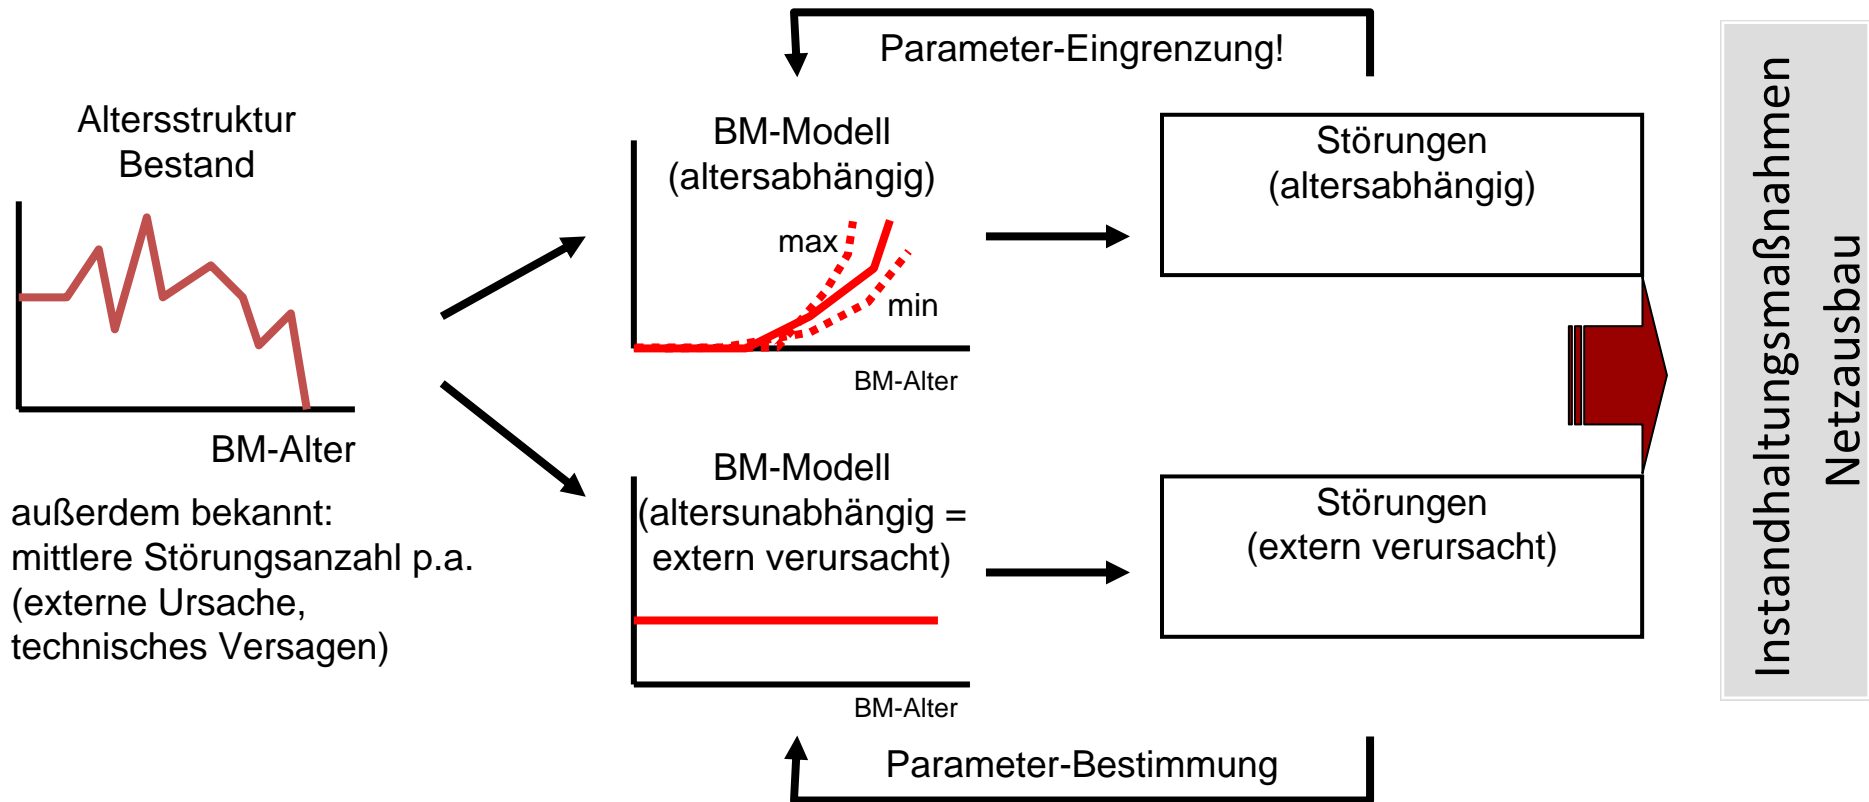 Parameter-Eingrenzung!
Altersstruktur
Bestand
BM-Alter
außerdem bekannt:
mittlere Störungsanzahl p.a.
(externe Ursache,
technisches Versagen)
BM-Modell
(altersabhängig)
max
min
BM-Alter
Störungen
(altersabhängig)
BM-Modell
(altersunabhängig =
extern verursacht)
BM-Alter
Störungen
(extern verursacht)
Parameter-Bestimmung
Instandhaltungsmaßnahmen
Netzausbau